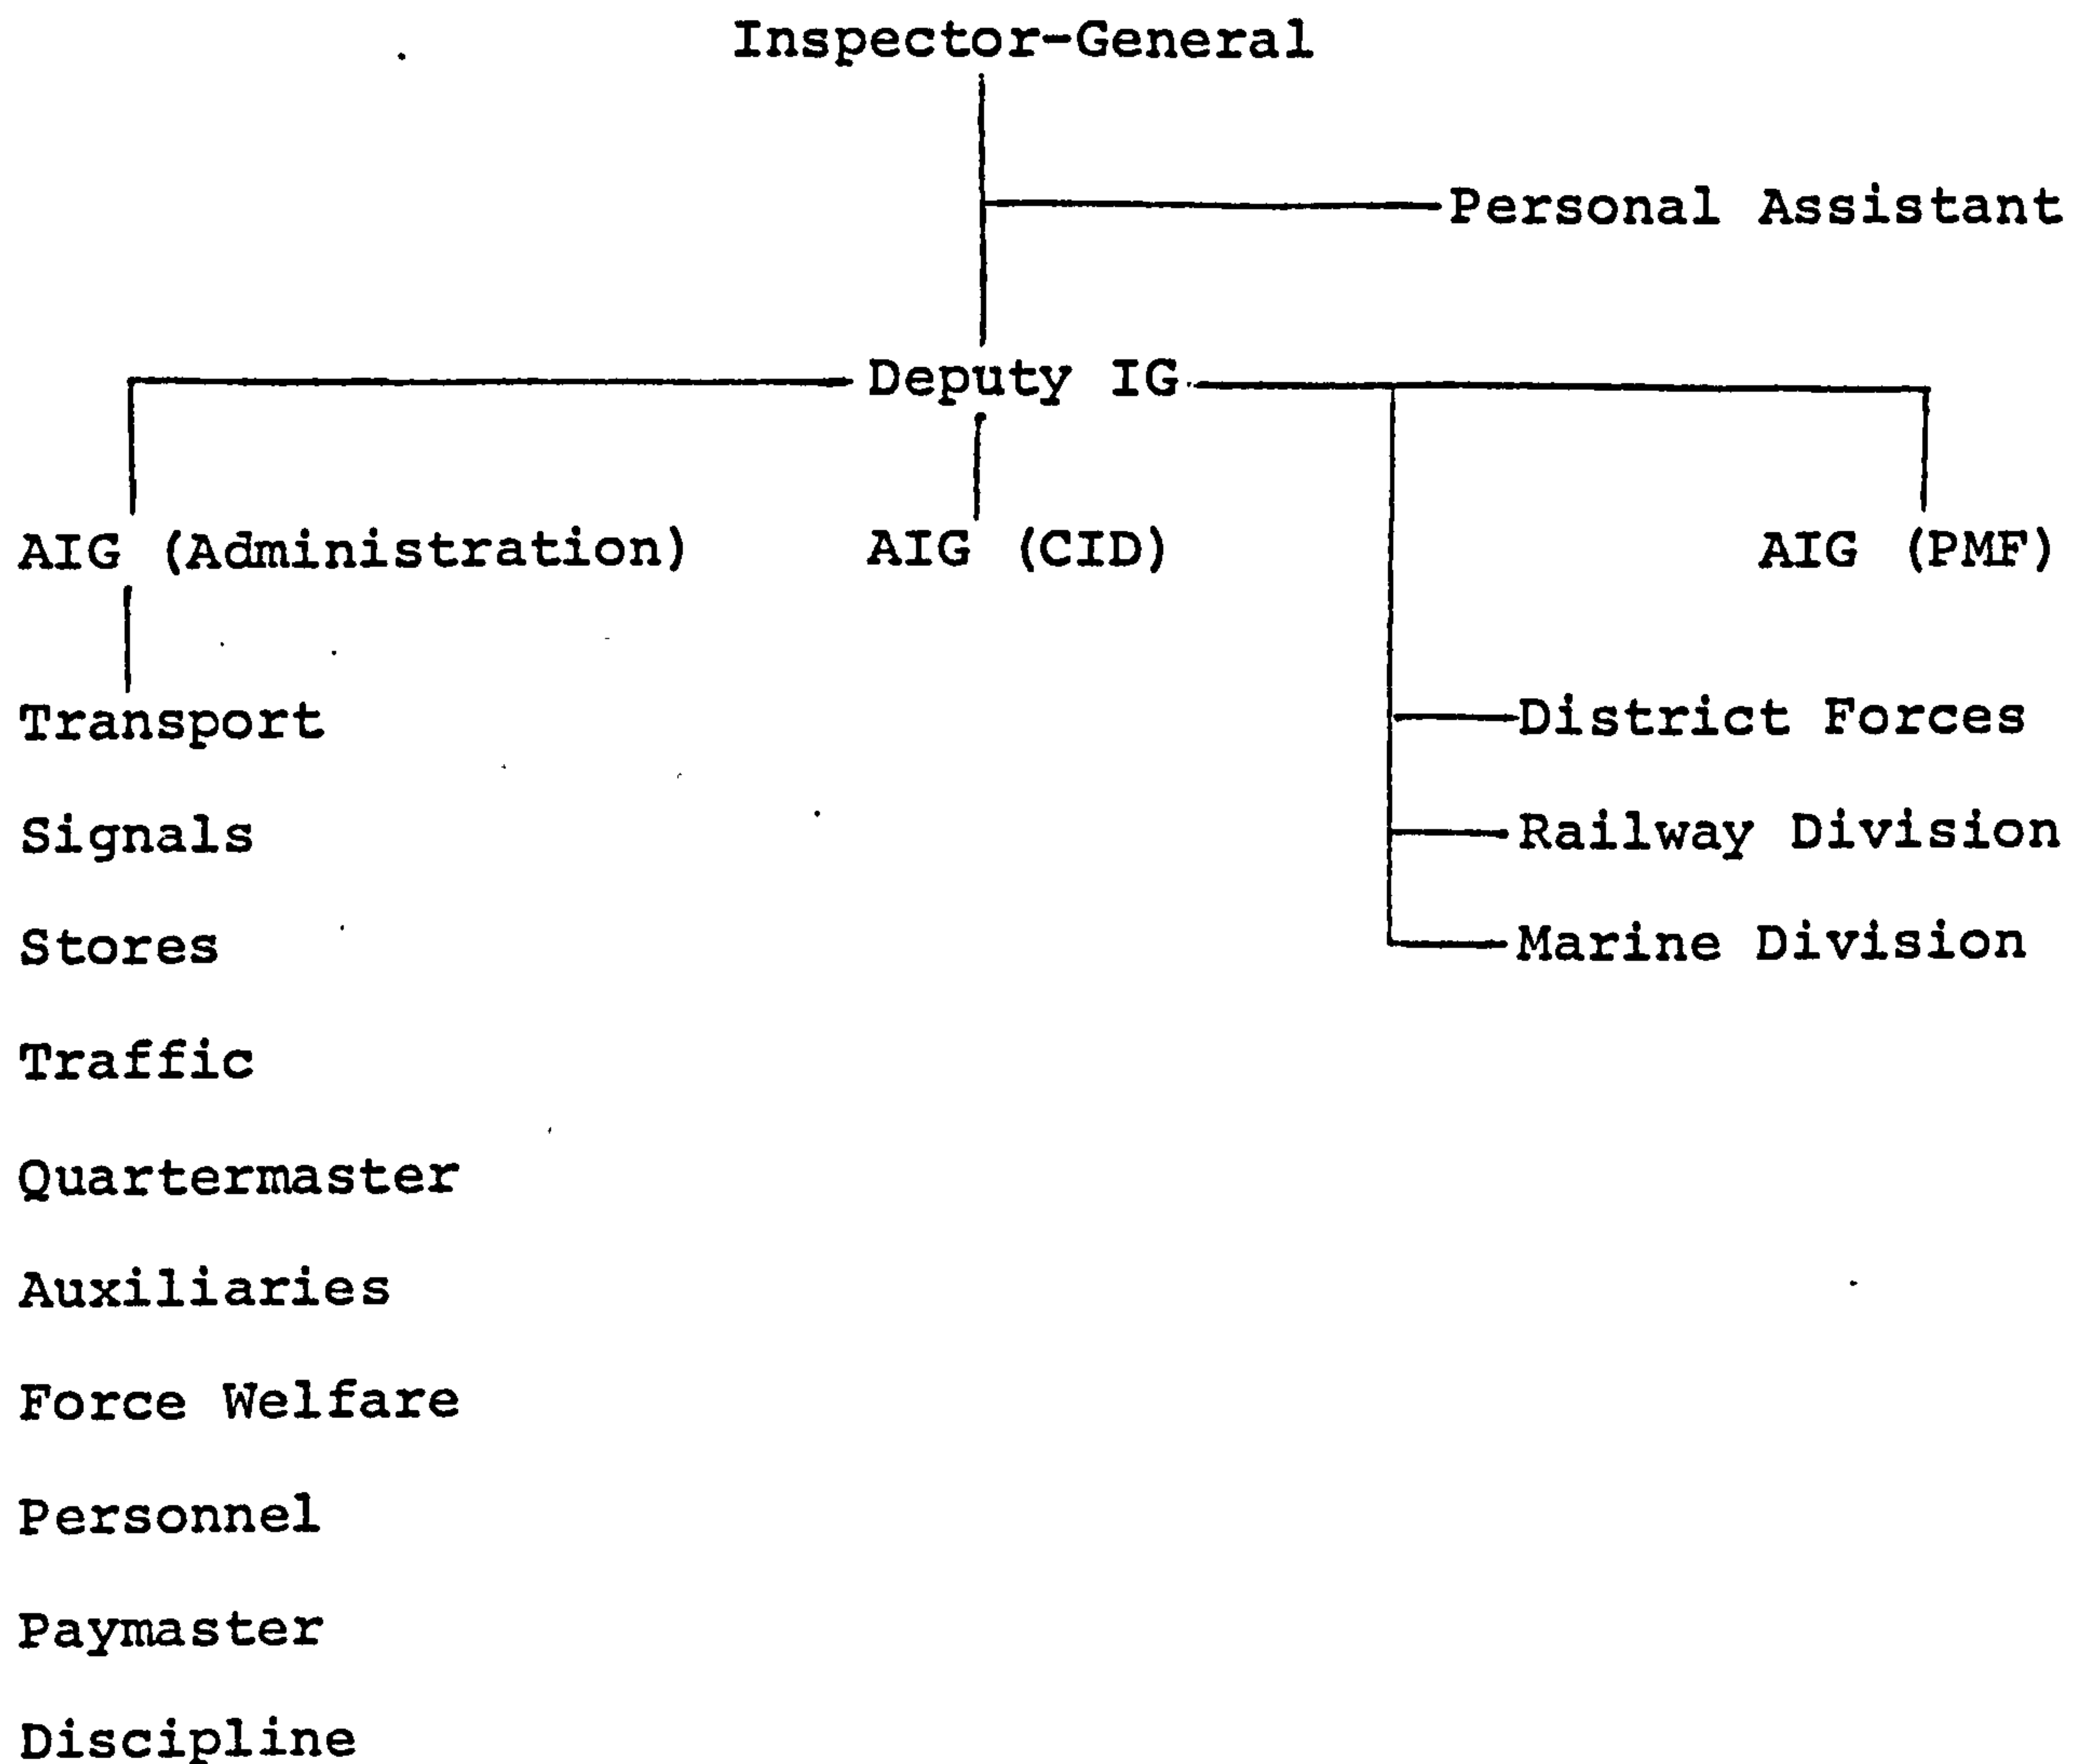 Inspector-General
Personal Assistant
Deputy IG
AIG (Administration) AIG (CID) AIG (PMF)
Transport District Forces
Signals Railway Division
Stores Marine Division
Traffic
Quartermaster
Auxiliaries
Force Welfare
Personnel
Paymaster
Discipline